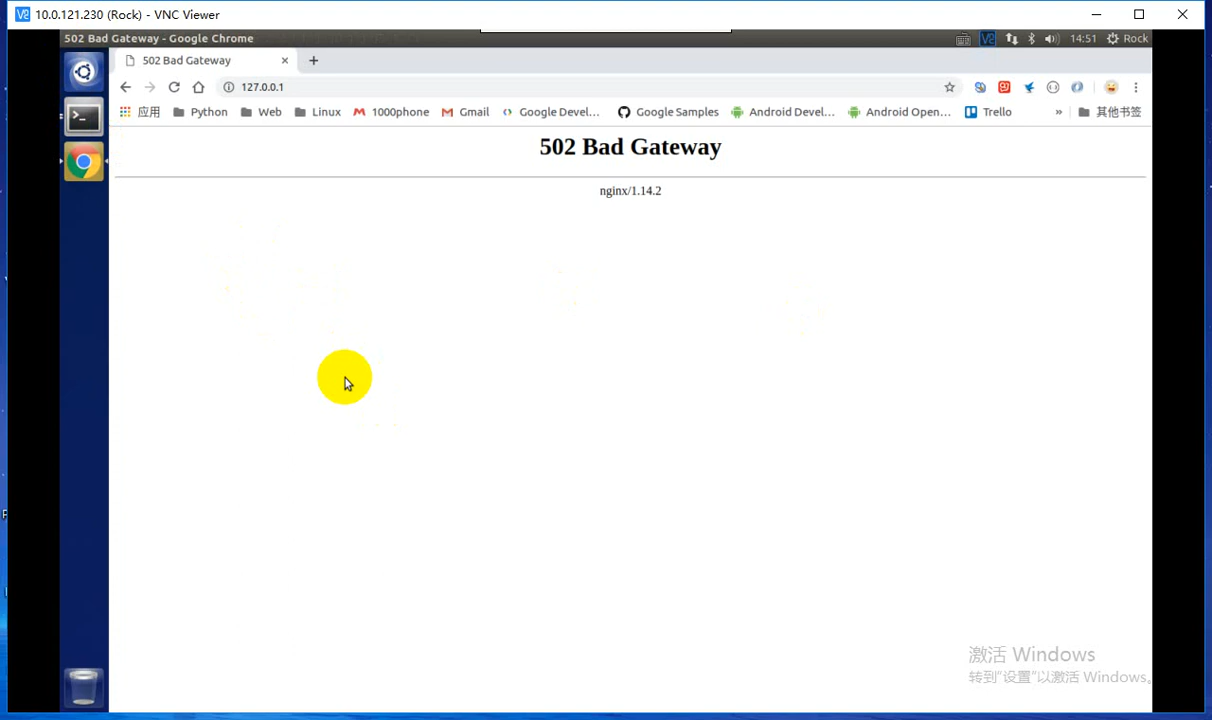 10.0.121.230 (Rock) - VNC Viewer
502 Bad Gateway - Google Chrome
14:51 Rock
502 Bad Gateway
127.0.0.1
应用 Python Web Linux 1000phone Gmail Google Devel... Google Samples Android Devel... Android Open... Trello » 其他书签
502 Bad Gateway
nginx/1.14.2
激活 Windows
转到"设置"以激活 Windows。